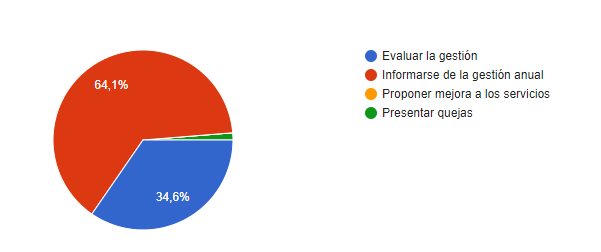 64,1%
34,6%
Evaluar la gestión
Informarse de la gestión anual
Proponer mejora a los servicios
Presentar quejas